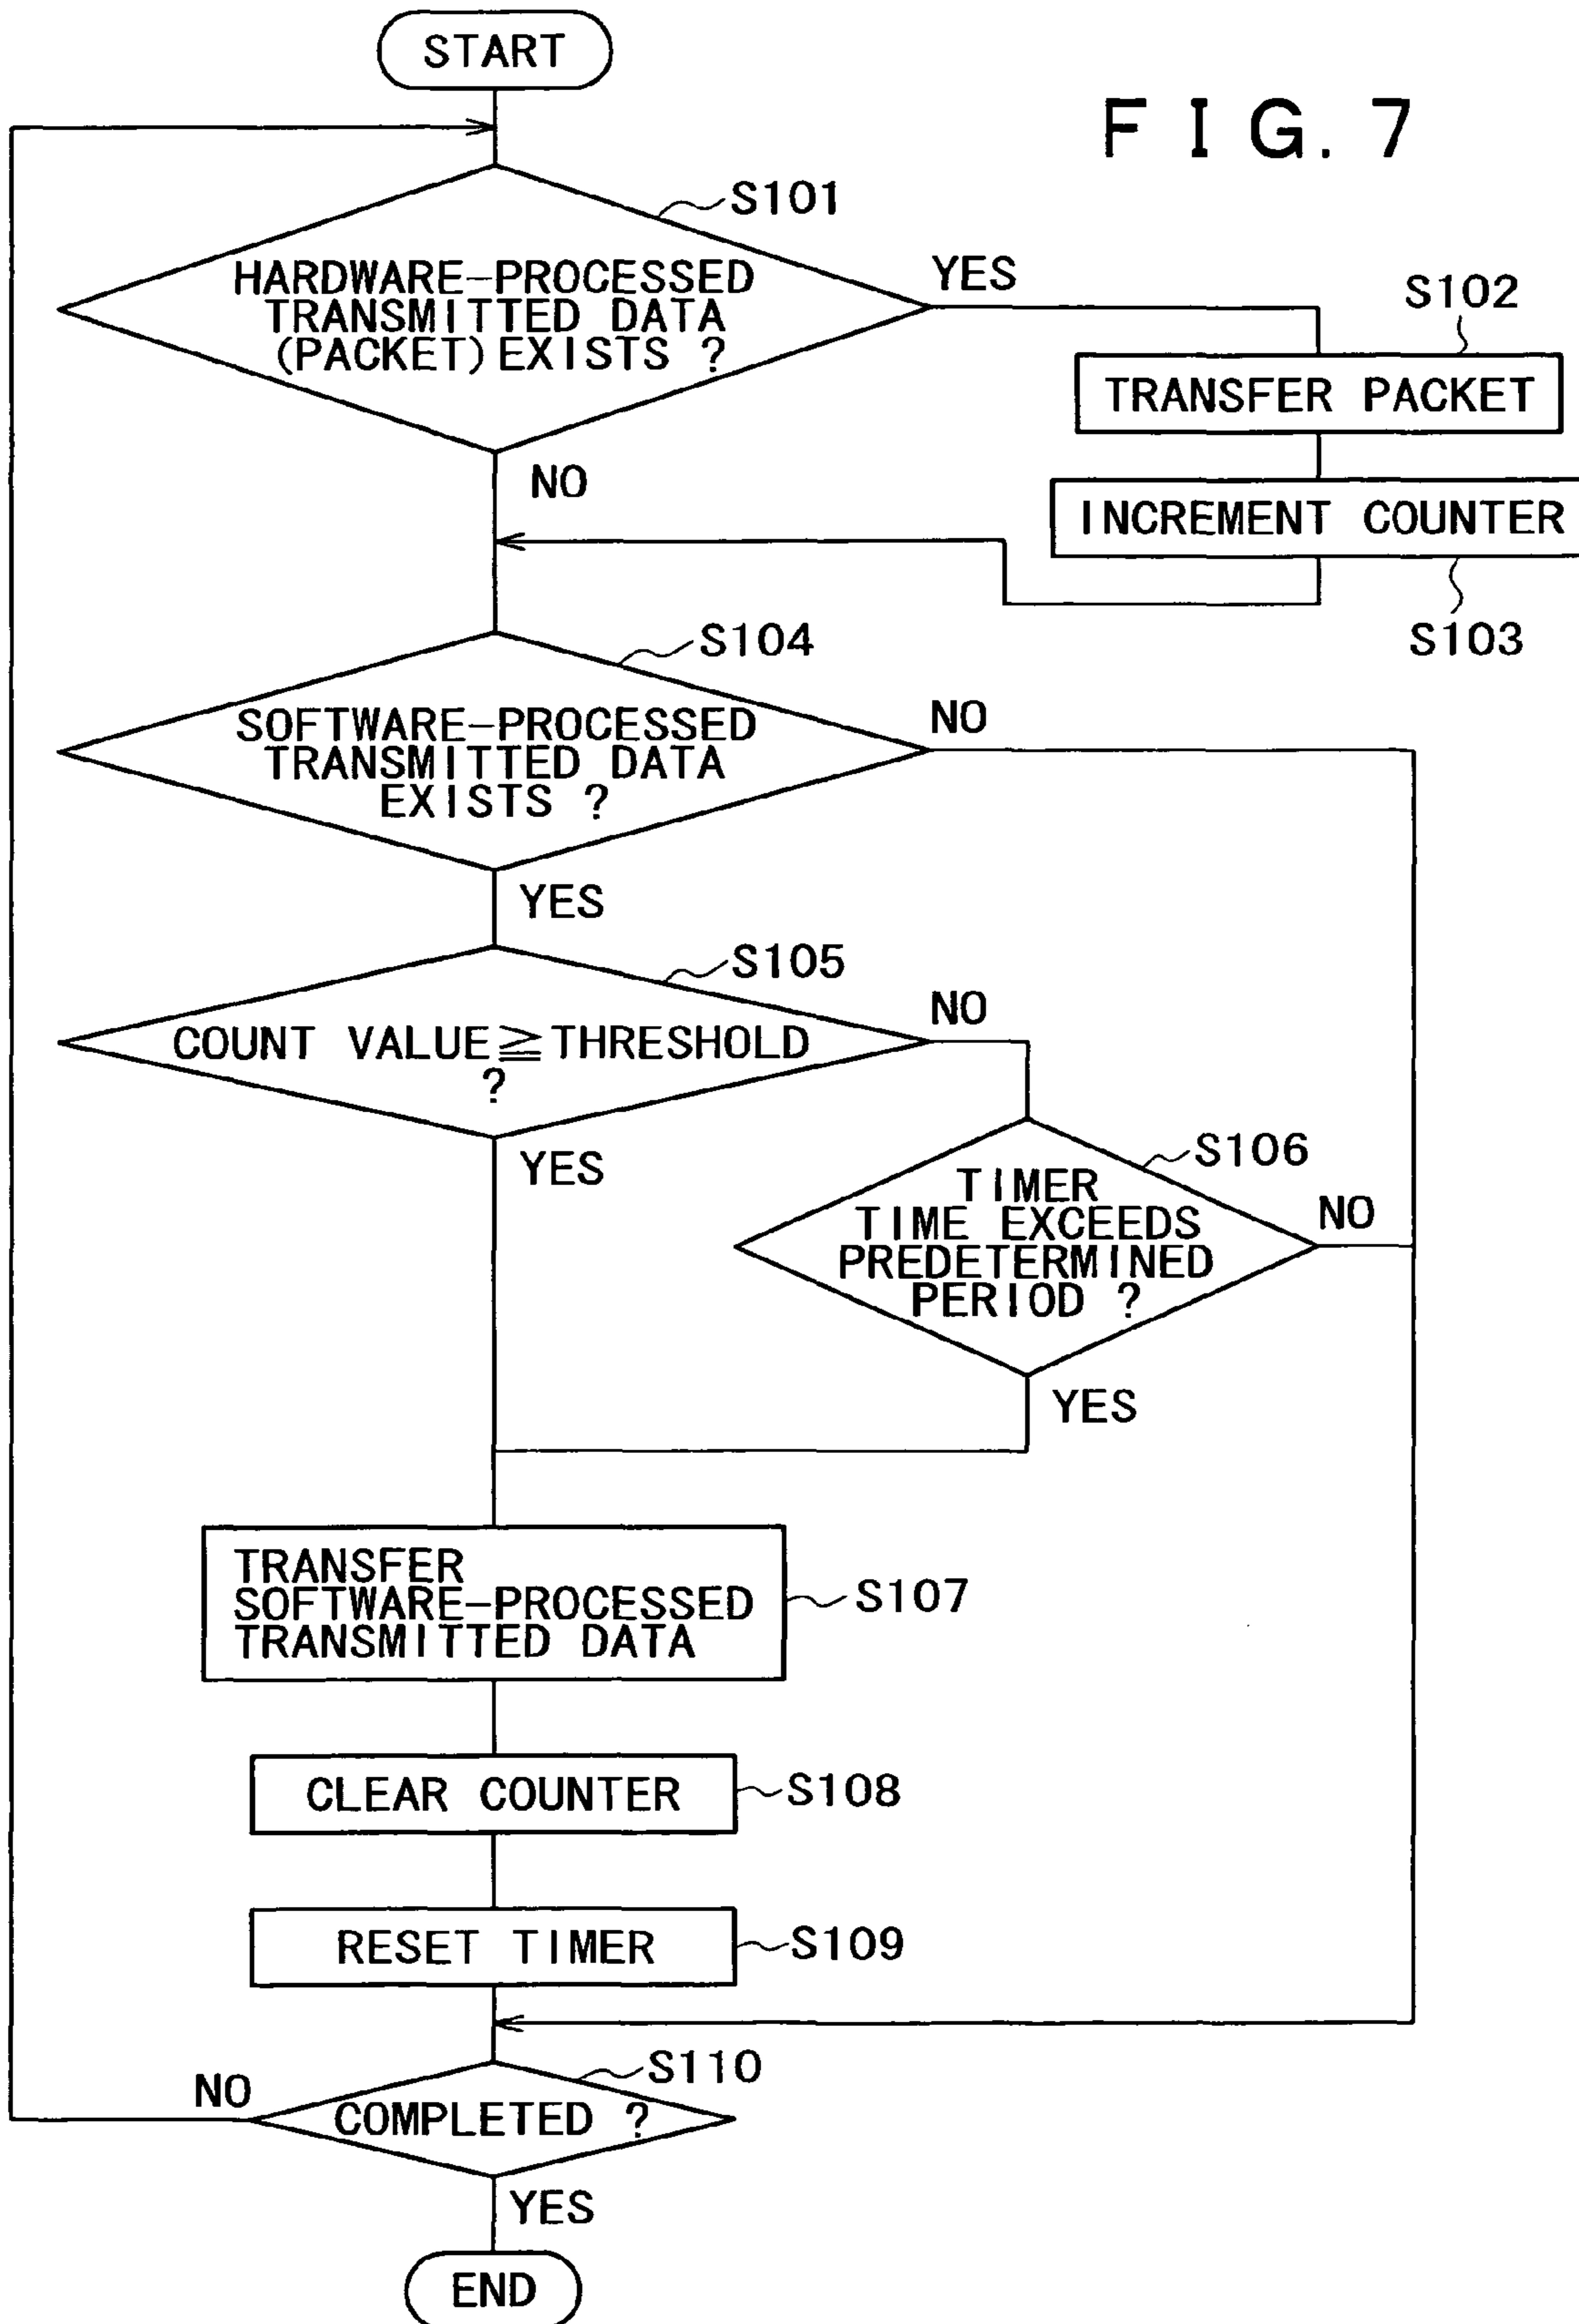 START
F I G. 7
S101
HARDWARE-PROCESSED
TRANSMITTED DATA
(PACKET) EXISTS ?
YES
S102
TRANSFER PACKET
NO
INCREMENT COUNTER
S103
S104
SOFTWARE-PROCESSED
TRANSMITTED DATA
EXISTS ?
NO
YES
S105
COUNT VALUE≧THRESHOLD
?
NO
YES
S106
TIMER
TIME EXCEEDS
PREDETERMINED
PERIOD ?
NO
YES
TRANSFER
SOFTWARE-PROCESSED
TRANSMITTED DATA
S107
CLEAR COUNTER
S108
RESET TIMER
S109
S110
NO
COMPLETED ?
YES
END